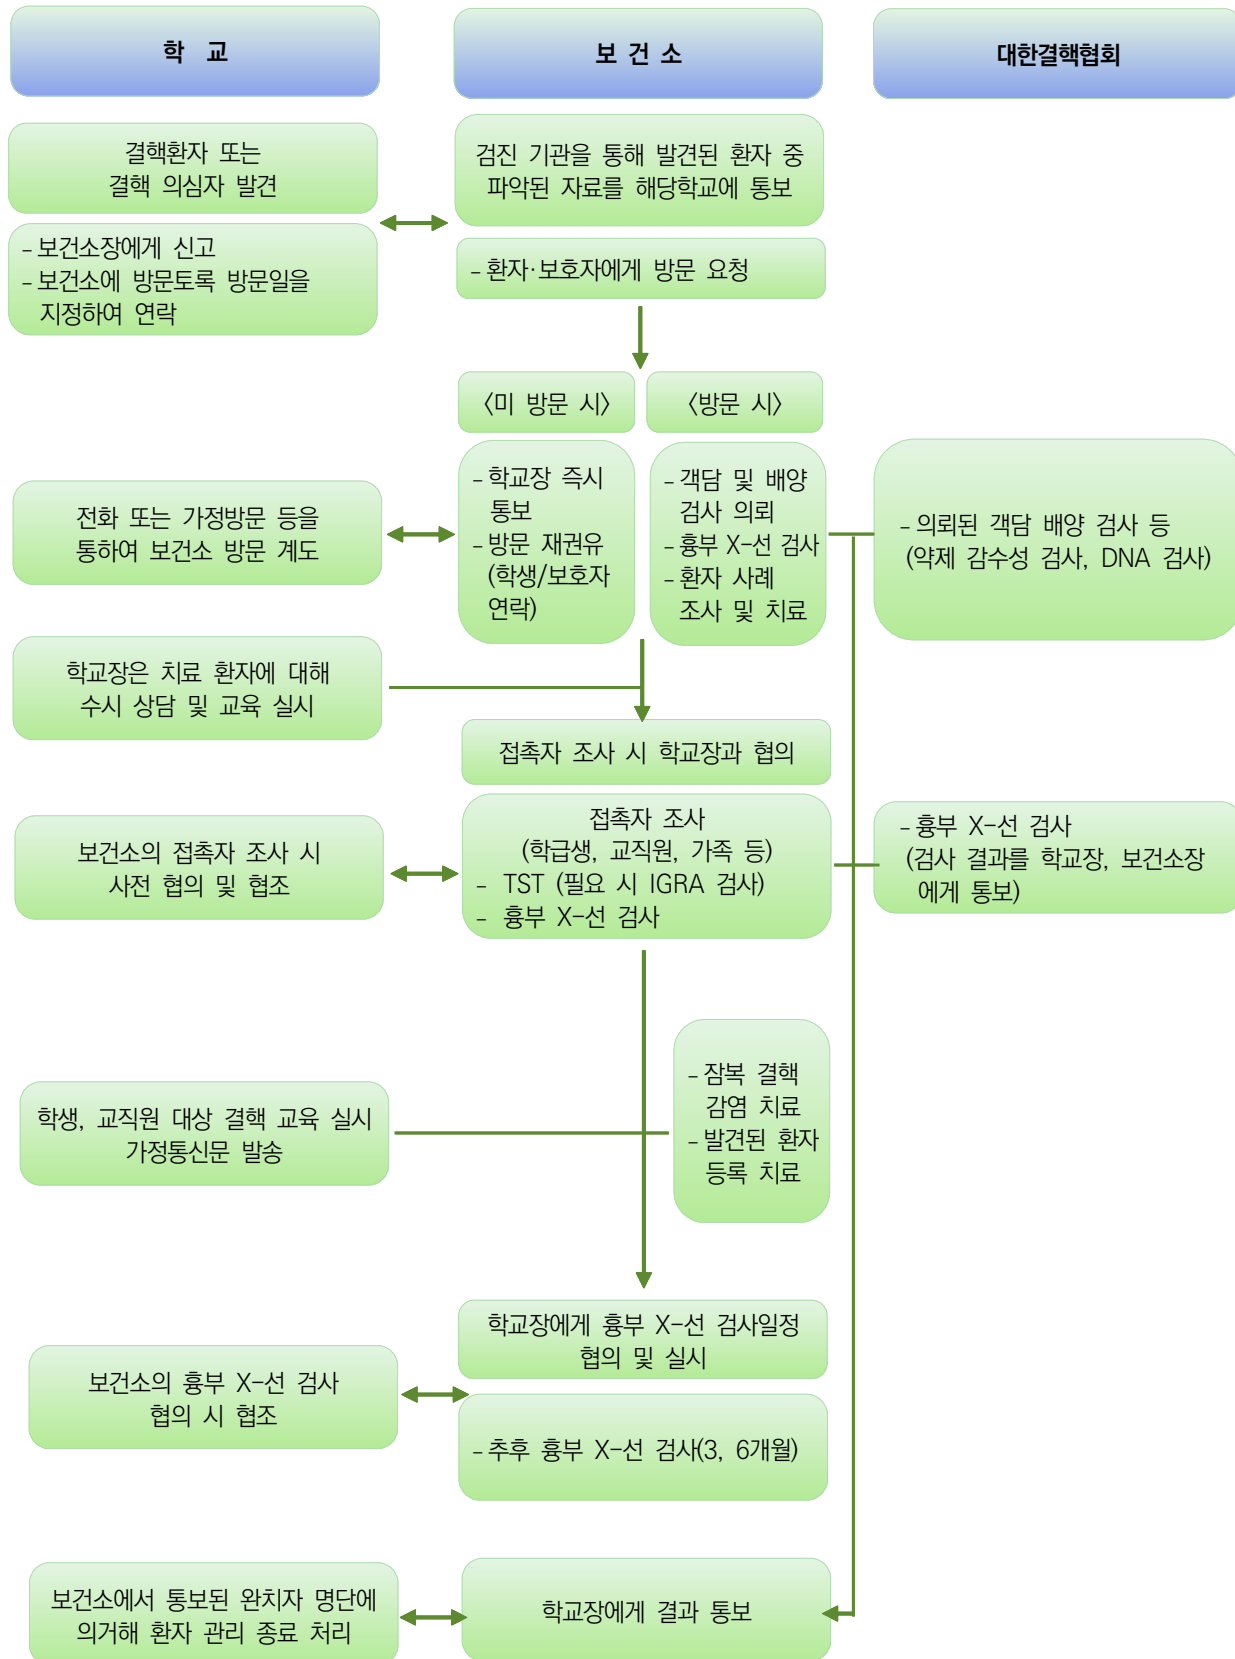 학 교
보 건 소
대한결핵협회
결핵환자 또는
결핵 의심자 발견
검진 기관을 통해 발견된 환자 중
파악된 자료를 해당학교에 통보
- 보건소장에게 신고
- 보건소에 방문토록 방문일을
지정하여 연락
- 환자·보호자에게 방문 요청
〈미 방문 시〉
〈방문 시〉
전화 또는 가정방문 등을
통하여 보건소 방문 계도
- 학교장 즉시
통보
- 방문 재권유
(학생/보호자
연락)
- 객담 및 배양
검사 의뢰
- 흉부 X-선 검사
- 환자 사례
조사 및 치료
- 의뢰된 객담 배양 검사 등
(약제 감수성 검사, DNA 검사)
학교장은 치료 환자에 대해
수시 상담 및 교육 실시
접촉자 조사 시 학교장과 협의
보건소의 접촉자 조사 시
사전 협의 및 협조
접촉자 조사
(학급생, 교직원, 가족 등)
- TST (필요 시 IGRA 검사)
- 흉부 X-선 검사
- 흉부 X-선 검사
(검사 결과를 학교장, 보건소장
에게 통보)
학생, 교직원 대상 결핵 교육 실시
가정통신문 발송
- 잠복 결핵
감염 치료
- 발견된 환자
등록 치료
학교장에게 흉부 X-선 검사일정
협의 및 실시
보건소의 흉부 X-선 검사
협의 시 협조
- 추후 흉부 X-선 검사(3, 6개월)
보건소에서 통보된 완치자 명단에
의거해 환자 관리 종료 처리
학교장에게 결과 통보